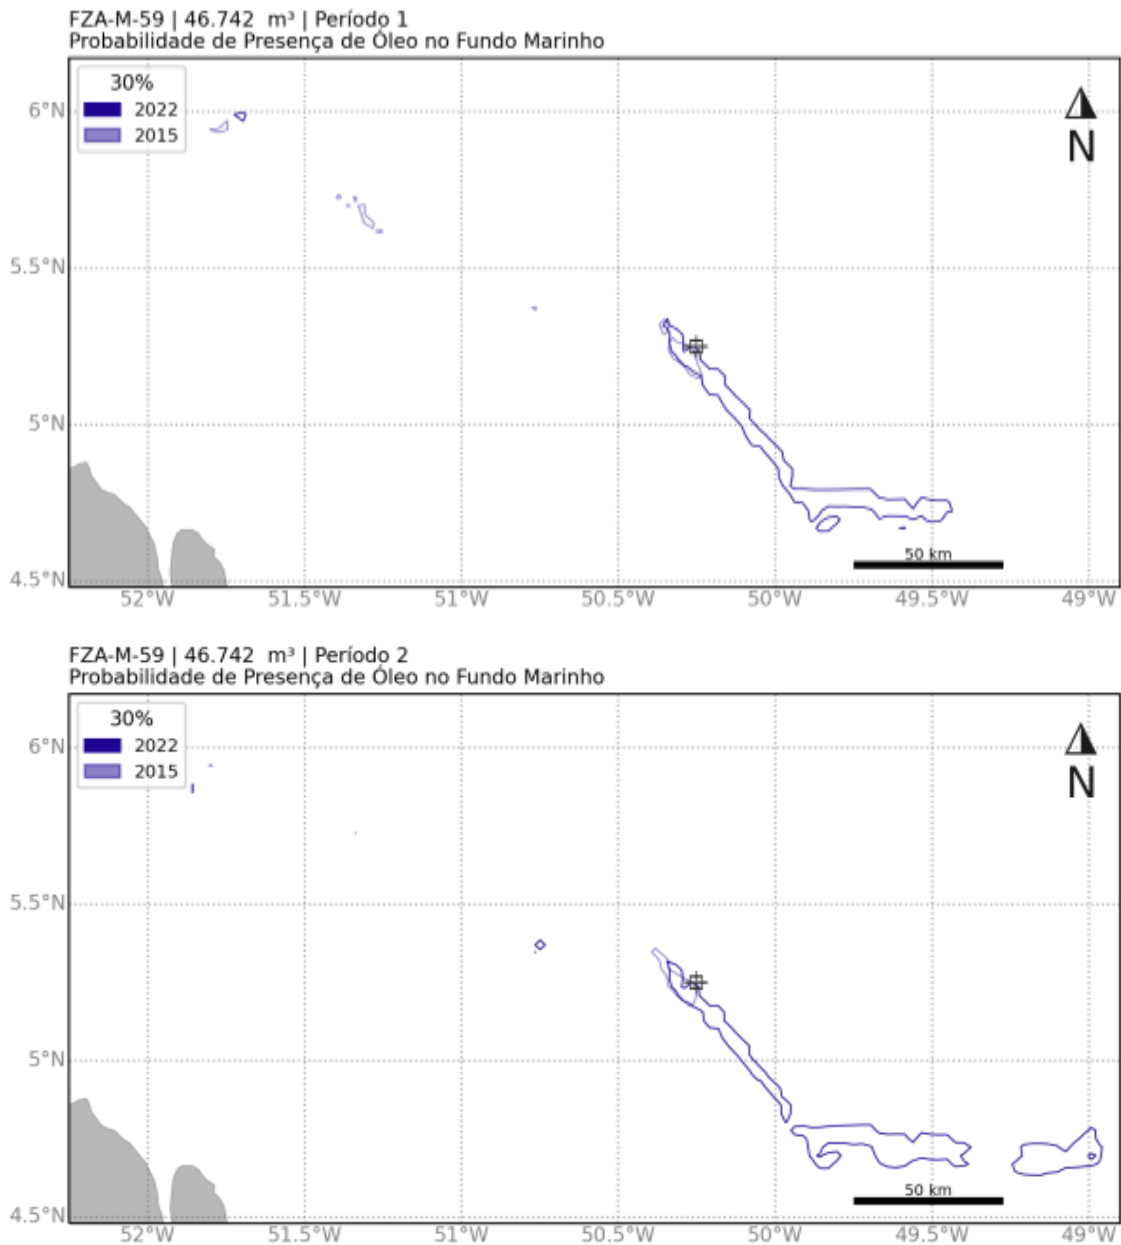 FZA-M-59 | 46.742 m³ | Período 1
Probabilidade de Presença de Óleo no Fundo Marinho
30%
2022
2015
N
6°N
5.5°N
5°N
4.5°N
50 km
52°W 51.5°W 51°W 50.5°W 50°W 49.5°W 49°W
FZA-M-59 | 46.742 m³ | Período 2
Probabilidade de Presença de Óleo no Fundo Marinho
30%
2022
2015
N
6°N
5.5°N
5°N
4.5°N
50 km
52°W 51.5°W 51°W 50.5°W 50°W 49.5°W 49°W